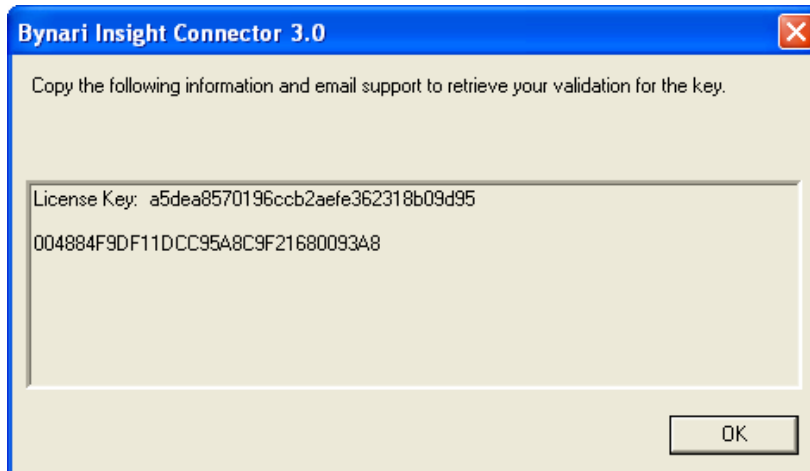 Bynari Insight Connector 3.0
Copy the following information and email support to retrieve your validation for the key.
License Key:  a5dea8570196ccb2aefe362318b09d95
004884F9DF11DCC95A8C9F21680093A8
OK